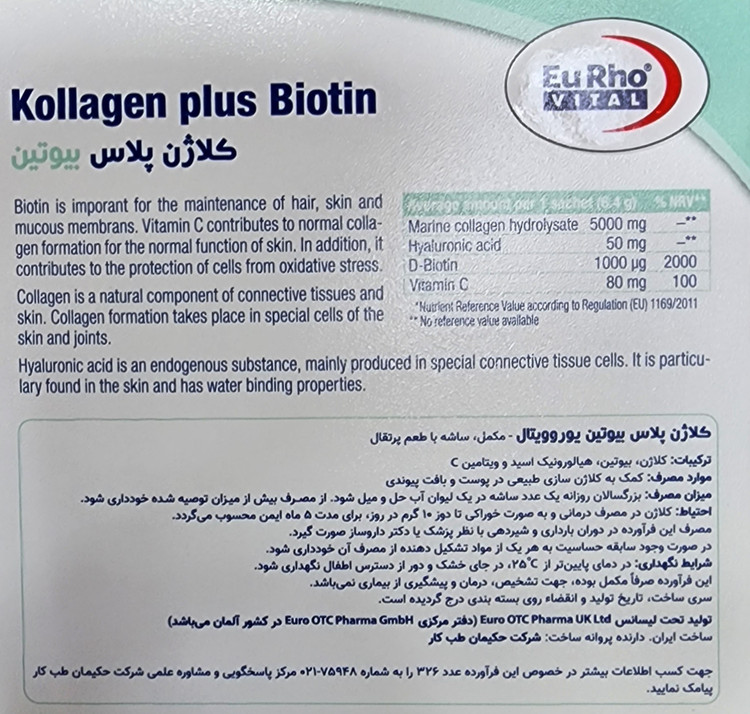 EuRho®
VITAL
Kollagen plus Biotin
کلاژن پلاس بیوتین
Biotin is imporant for the maintenance of hair, skin and
mucous membrans. Vitamin C contributes to normal colla-
gen formation for the normal function of skin. In addition, it
contributes to the protection of cells from oxidative stress.
Collagen is a natural component of connective tissues and
skin. Collagen formation takes place in special cells of the
skin and joints.
Average amount per 1 sachet (6.4 g) % NRV**
Marine collagen hydrolysate 5000 mg –**
Hyaluronic acid 50 mg –**
D-Biotin 1000 µg 2000
Vitamin C 80 mg 100
*Nutrient Reference Value according to Regulation (EU) 1169/2011
** No reference value available
Hyaluronic acid is an endogenous substance, mainly produced in special connective tissue cells. It is particu-
lary found in the skin and has water binding properties.
کلاژن پلاس بیوتین یوروویتال - مکمل، ساشه با طعم پرتقال
ترکیبات: کلاژن، بیوتین، هیالورونیک اسید و ویتامین C
موارد مصرف: کمک به کلاژن سازی طبیعی در پوست و بافت پیوندی
میزان مصرف: بزرگسالان روزانه یک عدد ساشه در یک لیوان آب حل و میل شود. از مصرف بیش از میزان توصیه شده خودداری شود.
احتیاط: کلاژن در مصرف درمانی و به صورت خوراکی تا دوز ۱۰ گرم در روز، برای مدت ۵ ماه ایمن محسوب می‌گردد.
مصرف این فرآورده در دوران بارداری و شیردهی با نظر پزشک یا دکتر داروساز صورت گیرد.
در صورت وجود سابقه حساسیت به هر یک از مواد تشکیل دهنده از مصرف آن خودداری شود.
شرایط نگهداری: در دمای پایین‌تر از ۲۵°C، در جای خشک و دور از دسترس اطفال نگهداری شود.
این فرآورده صرفاً مکمل بوده، جهت تشخیص، درمان و پیشگیری از بیماری نمی‌باشد.
سری ساخت، تاریخ تولید و انقضاء روی بسته بندی درج گردیده است.
تولید تحت لیسانس Euro OTC Pharma UK Ltd (دفتر مرکزی Euro OTC Pharma GmbH در کشور آلمان می‌باشد)
ساخت ایران. دارنده پروانه ساخت: شرکت حکیمان طب کار
جهت کسب اطلاعات بیشتر در خصوص این فرآورده عدد ۳۲۶ را به شماره ۷۵۹۴۸-۰۲۱ مرکز پاسخگویی و مشاوره علمی شرکت حکیمان طب کار
پیامک نمایید.